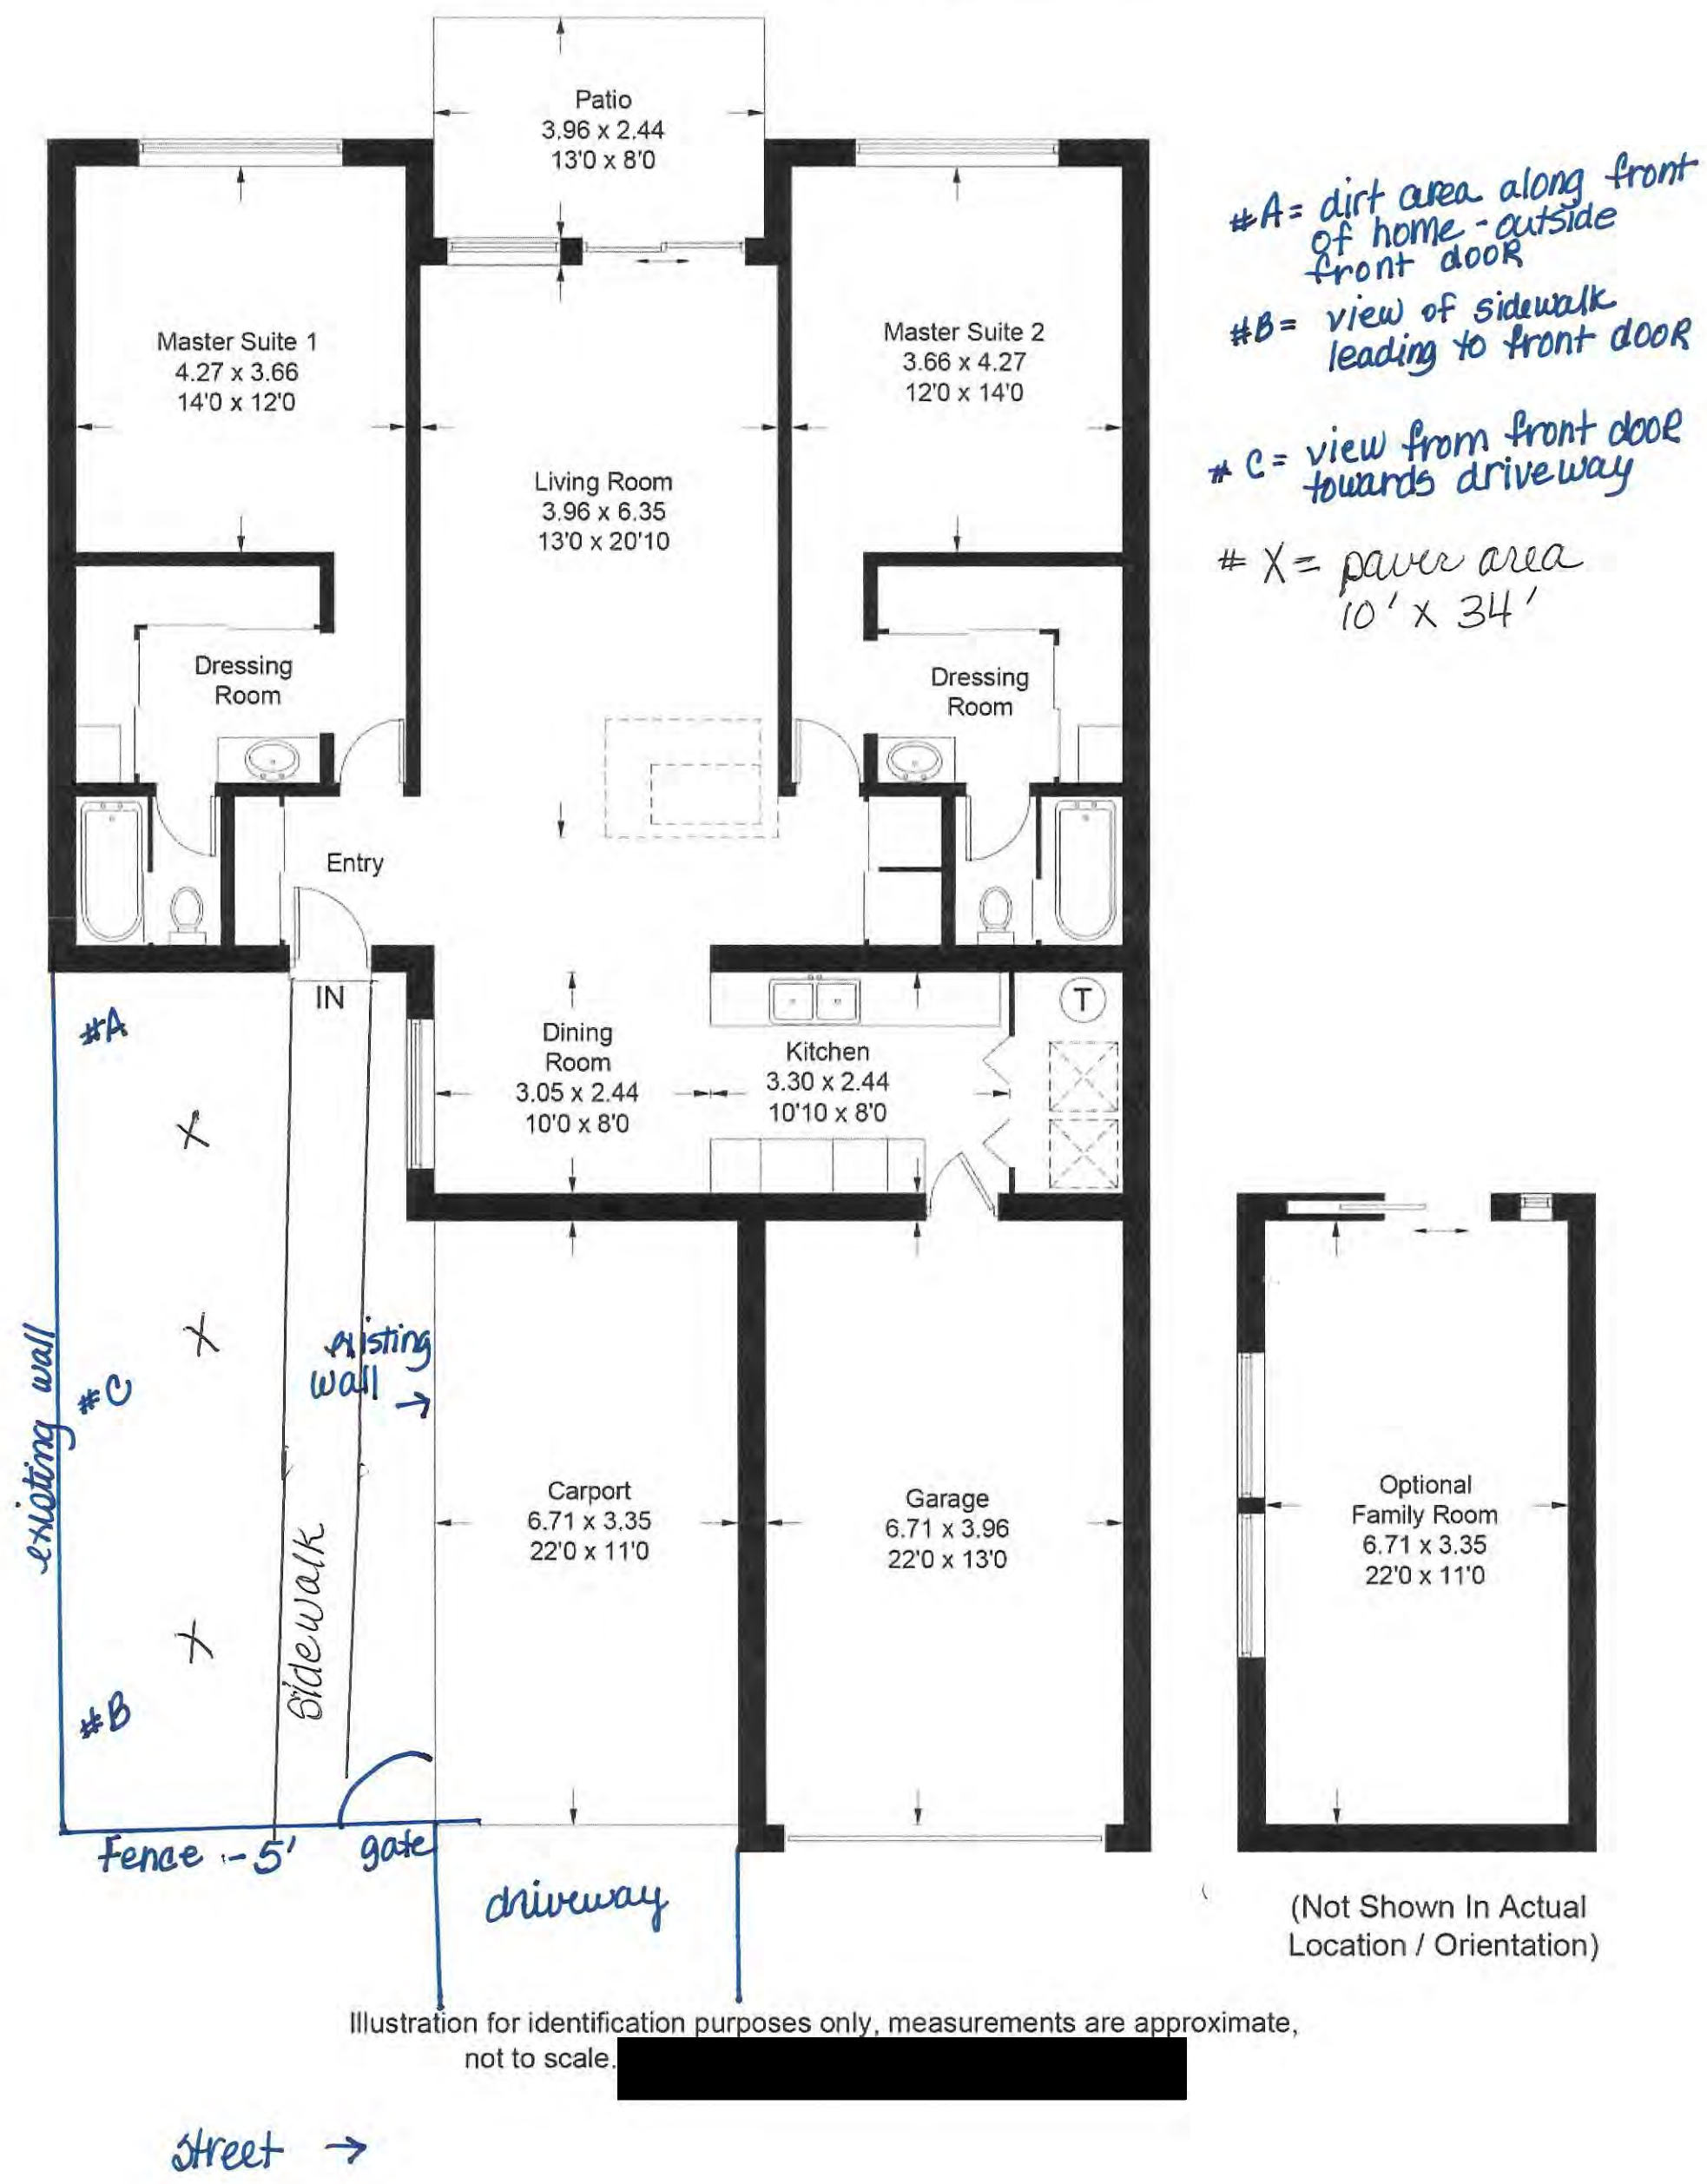 Patio
3.96 x 2.44
13'0 x 8'0
#A = dirt area along front
of home - outside
front door
#B = view of sidewalk
leading to front door
# C = view from front door
towards driveway
# X = paver area
10' x 34'
Master Suite 1
4.27 x 3.66
14'0 x 12'0
Master Suite 2
3.66 x 4.27
12'0 x 14'0
Living Room
3.96 x 6.35
13'0 x 20'10
Dressing
Room
Dressing
Room
Entry
IN
#A
T
Dining
Room
3.05 x 2.44
10'0 x 8'0
Kitchen
3.30 x 2.44
10'10 x 8'0
X
X
existing
wall
→
existing wall
#C
Sidewalk
X
#B
Carport
6.71 x 3.35
22'0 x 11'0
Garage
6.71 x 3.96
22'0 x 13'0
Optional
Family Room
6.71 x 3.35
22'0 x 11'0
Fence - 5'
gate
driveway
(Not Shown In Actual
Location / Orientation)
Illustration for identification purposes only, measurements are approximate,
not to scale.
street →